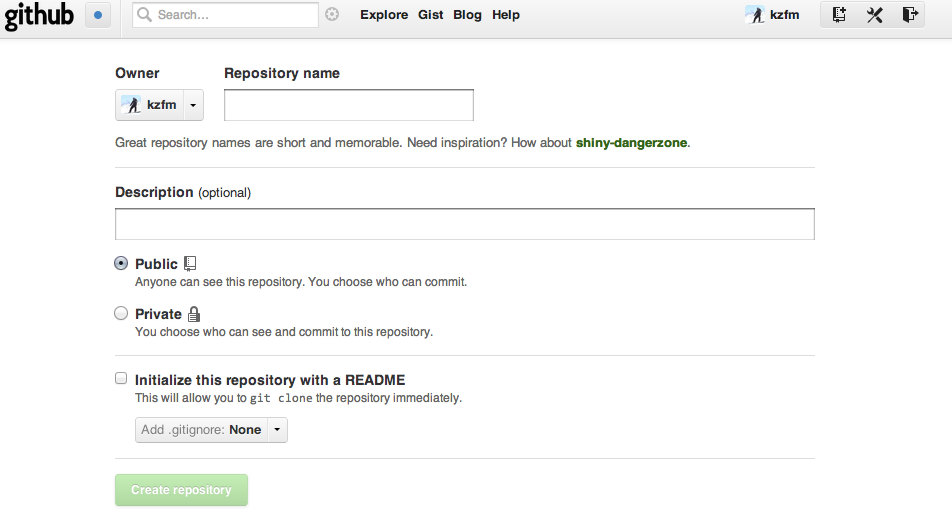 github Search... Explore Gist Blog Help kzfm
Owner Repository name
kzfm
Great repository names are short and memorable. Need inspiration? How about shiny-dangerzone.
Description (optional)
Public
Anyone can see this repository. You choose who can commit.
Private
You choose who can see and commit to this repository.
Initialize this repository with a README
This will allow you to git clone the repository immediately.
Add .gitignore: None
Create repository